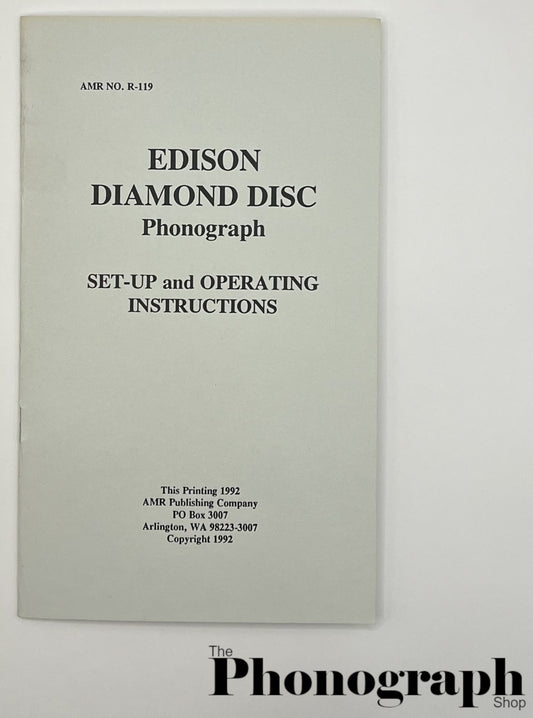 AMR NO. R-119
EDISON
DIAMOND DISC
Phonograph
SET-UP and OPERATING
INSTRUCTIONS
This Printing 1992
AMR Publishing Company
PO Box 3007
Arlington, WA 98223-3007
Copyright 1992
The
Phonograph
Shop